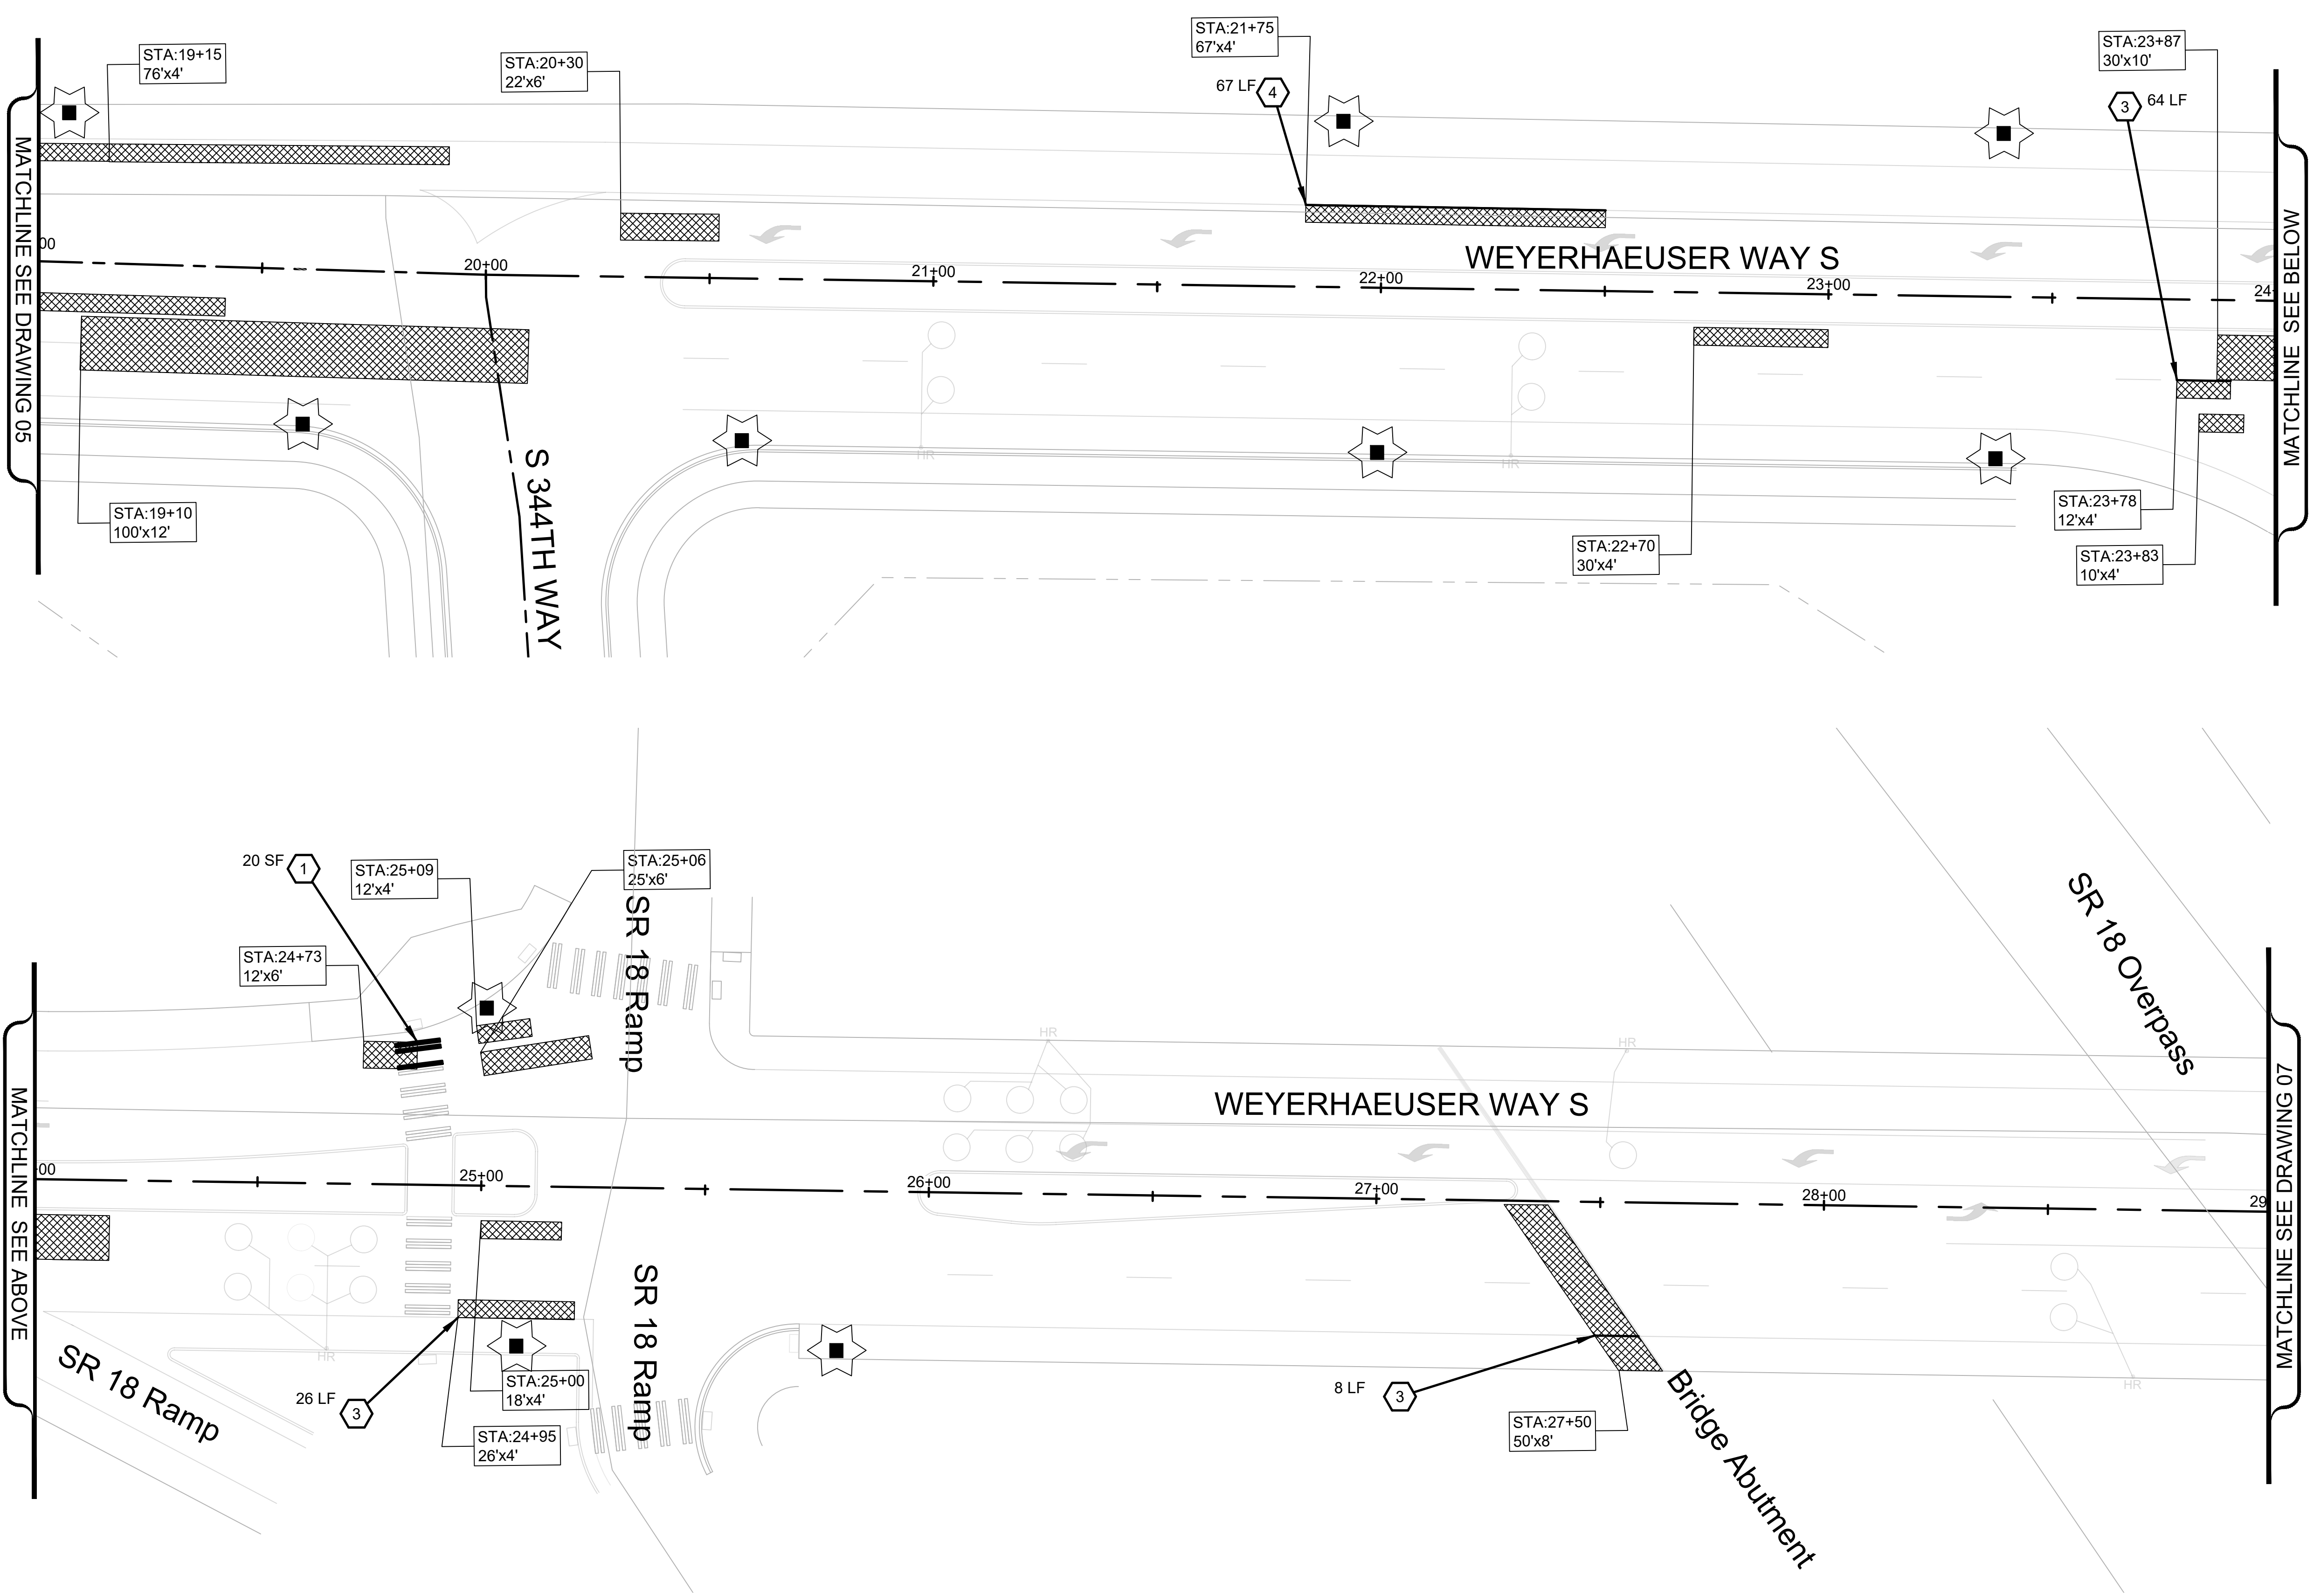 STA:19+15
76'x4'
STA:20+30
22'x6'
STA:21+75
67'x4'
67 LF
4
STA:23+87
30'x10'
3
64 LF
MATCHLINE SEE DRAWING 05
00
20+00
21+00
22+00
WEYERHAEUSER WAY S
23+00
24+
MATCHLINE SEE BELOW
HR
HR
S 344TH WAY
STA:19+10
100'x12'
STA:22+70
30'x4'
STA:23+78
12'x4'
STA:23+83
10'x4'
20 SF
1
STA:25+09
12'x4'
STA:25+06
25'x6'
STA:24+73
12'x6'
SR 18 Ramp
SR 18 Overpass
HR
HR
WEYERHAEUSER WAY S
MATCHLINE SEE ABOVE
+00
25+00
26+00
27+00
28+00
29
MATCHLINE SEE DRAWING 07
SR 18 Ramp
SR 18 Ramp
HR
HR
26 LF
3
STA:25+00
18'x4'
STA:24+95
26'x4'
8 LF
3
STA:27+50
50'x8'
Bridge Abutment